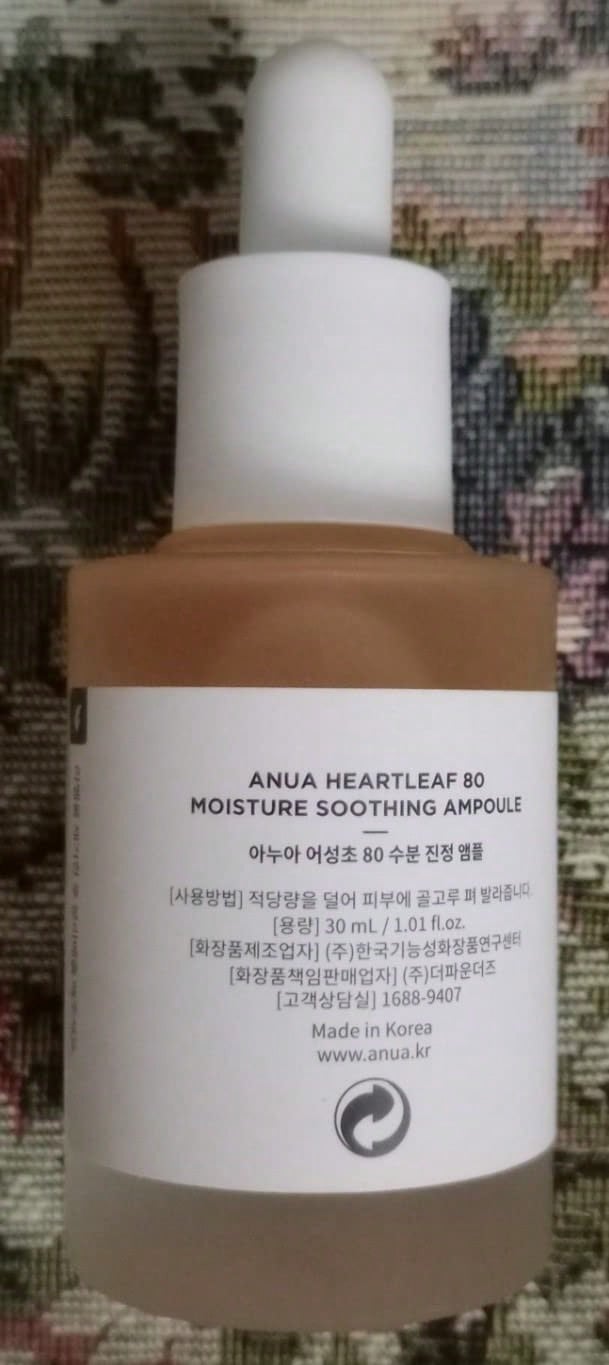 ANUA HEARTLEAF 80
MOISTURE SOOTHING AMPOULE
아누아 어성초 80 수분 진정 앰플
[사용방법] 적당량을 덜어 피부에 골고루 펴 발라줍니다.
[용량] 30 mL / 1.01 fl.oz.
[화장품제조업자] (주)한국기능성화장품연구센터
[화장품책임판매업자] (주)더파운더즈
[고객상담실] 1688-9407
Made in Korea
www.anua.kr